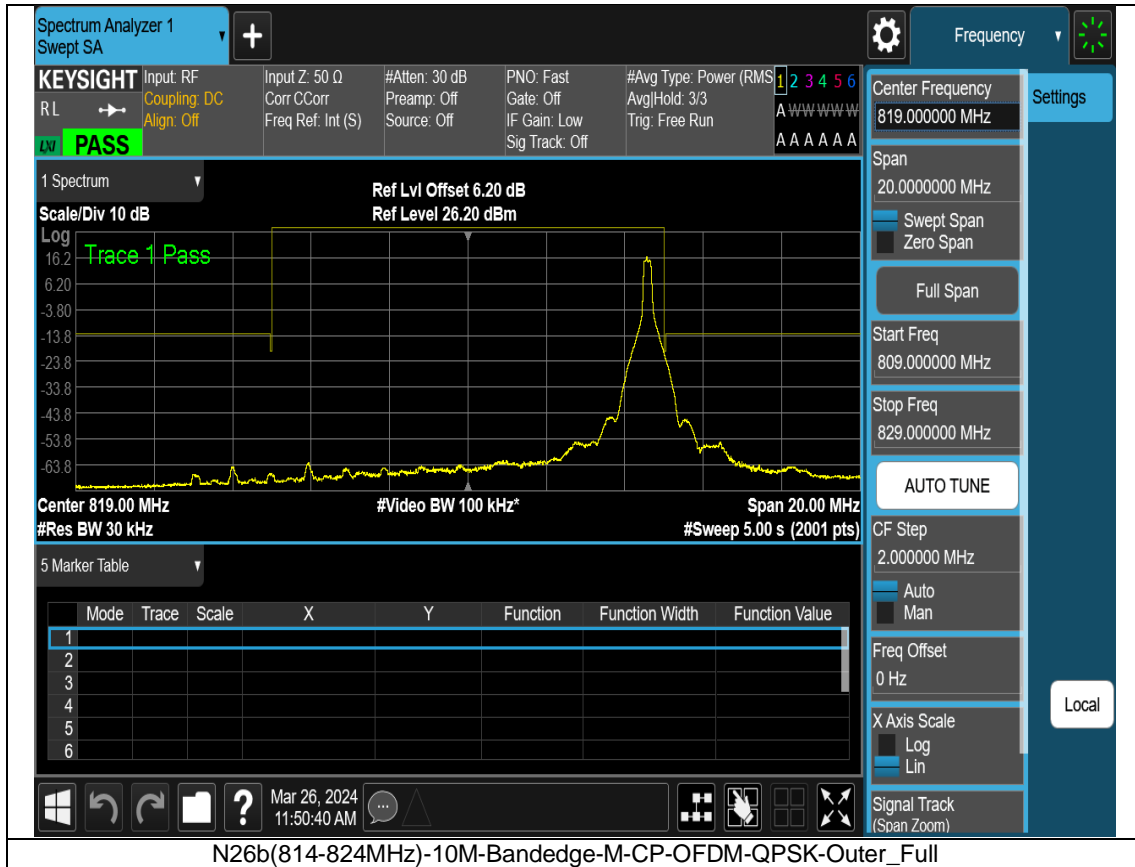 Spectrum Analyzer 1
Swept SA
+
Frequency
KEYSIGHT
RL
LXI PASS
Input: RF
Coupling: DC
Align: Off
Input Z: 50 Ω
Corr CCorr
Freq Ref: Int (S)
#Atten: 30 dB
Preamp: Off
Source: Off
PNO: Fast
Gate: Off
IF Gain: Low
Sig Track: Off
#Avg Type: Power (RMS
Avg|Hold: 3/3
Trig: Free Run
1 2 3 4 5 6
A W W W W W
A A A A A A
1 Spectrum
Ref Lvl Offset 6.20 dB
Scale/Div 10 dB
Ref Level 26.20 dBm
Log
Trace 1 Pass
16.2
6.20
-3.80
-13.8
-23.8
-33.8
-43.8
-53.8
-63.8
Center 819.00 MHz
#Video BW 100 kHz*
Span 20.00 MHz
#Res BW 30 kHz
#Sweep 5.00 s (2001 pts)
5 Marker Table
Mode Trace Scale X Y Function Function Width Function Value
1
2
3
4
5
6
Center Frequency
819.000000 MHz
Span
20.0000000 MHz
Swept Span
Zero Span
Full Span
Start Freq
809.000000 MHz
Stop Freq
829.000000 MHz
AUTO TUNE
CF Step
2.000000 MHz
Auto
Man
Freq Offset
0 Hz
X Axis Scale
Log
Lin
Signal Track
(Span Zoom)
Settings
Local
?
Mar 26, 2024
11:50:40 AM
N26b(814-824MHz)-10M-Bandedge-M-CP-OFDM-QPSK-Outer_Full